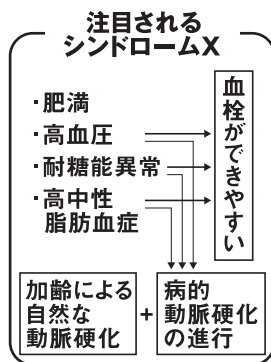 注目される
シンドロームX
・肥満
・高血圧
・耐糖能異常
・高中性
脂肪血症
血栓ができやすい
加齢による
自然な
動脈硬化
+
病的
動脈硬化
の進行